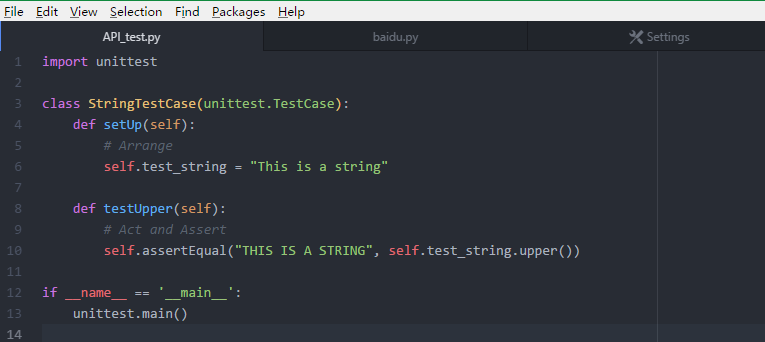 File Edit View Selection Find Packages Help
API_test.py baidu.py Settings
1 import unittest
2
3 class StringTestCase(unittest.TestCase):
4     def setUp(self):
5         # Arrange
6         self.test_string = "This is a string"
7
8     def testUpper(self):
9         # Act and Assert
10         self.assertEqual("THIS IS A STRING", self.test_string.upper())
11
12 if __name__ == '__main__':
13     unittest.main()
14